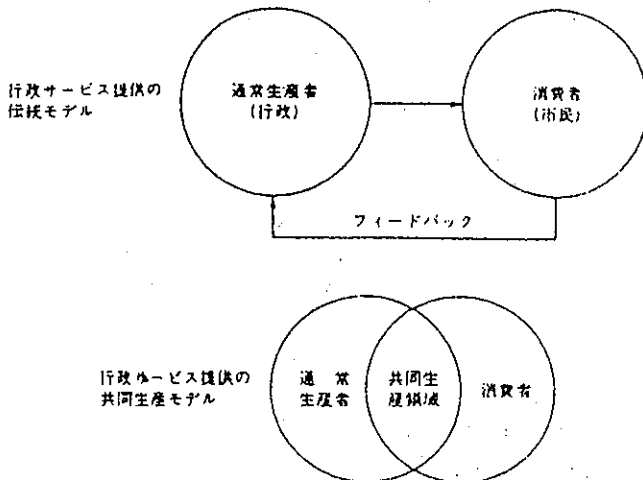 行政サービス提供の
伝統モデル
通常生産者
(行政)
消費者
(市民)
フィードバック
行政サービス提供の
共同生産モデル
通常
生産者
共同生
産領域
消費者